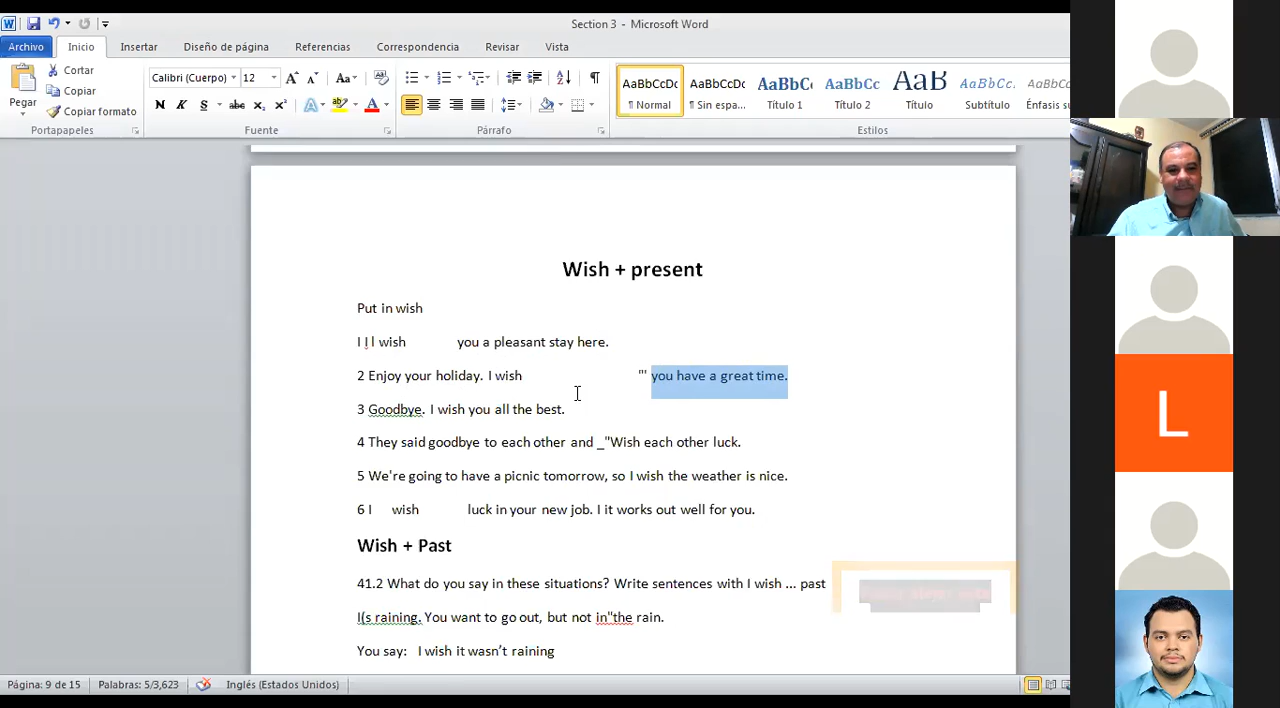 Section 3 - Microsoft Word
Archivo Inicio Insertar Diseño de página Referencias Correspondencia Revisar Vista
Pegar
Cortar
Copiar
Copiar formato
Portapapeles
Calibri (Cuerpo) 12
N K S abc x₂ x²
Fuente
Párrafo
AaBbCcDc AaBbCcDc AaBbC AaBbCc AaB AaBbCc AaBbCc
¶ Normal ¶ Sin espa... Título 1 Título 2 Título Subtítulo Énfasis su
Estilos
Wish + present
Put in wish
I I l wish you a pleasant stay here.
2 Enjoy your holiday. I wish "' you have a great time.
3 Goodbye. I wish you all the best.
4 They said goodbye to each other and _"Wish each other luck.
5 We're going to have a picnic tomorrow, so I wish the weather is nice.
6 I wish luck in your new job. I it works out well for you.
Wish + Past
41.2 What do you say in these situations? Write sentences with I wish ... past
I(s raining. You want to go out, but not in"the rain.
You say: I wish it wasn’t raining
Página: 9 de 15 Palabras: 5/3,623 Inglés (Estados Unidos)
L